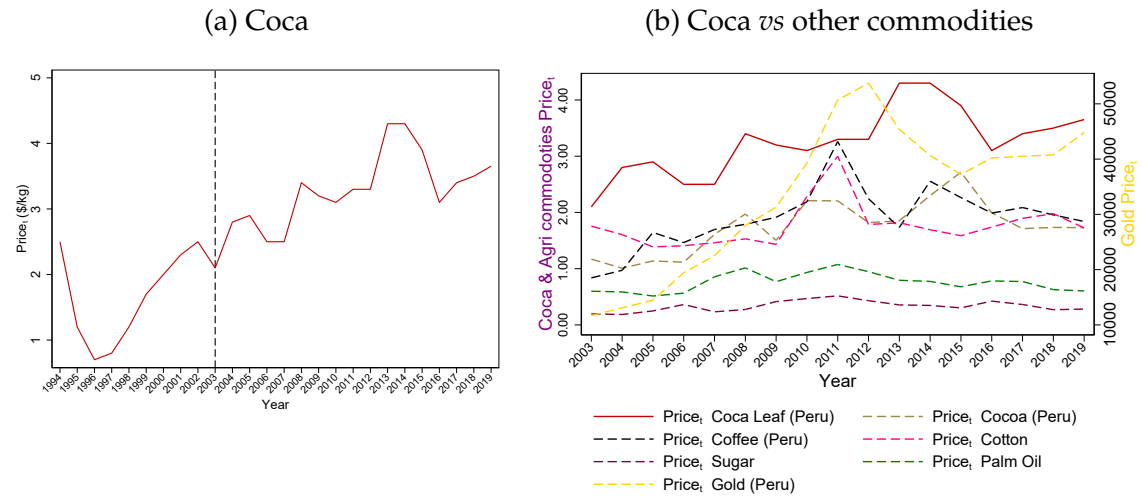 (a) Coca
Price_t ($/kg)
5
4
3
2
1
1994 1995 1996 1997 1998 1999 2000 2001 2002 2003 2004 2005 2006 2007 2008 2009 2010 2011 2012 2013 2014 2015 2016 2017 2018 2019
Year
(b) Coca vs other commodities
Coca & Agri commodties Price_t
4.00
3.00
2.00
1.00
0.00
Gold Price_t
50000
40000
30000
20000
10000
2003 2004 2005 2006 2007 2008 2009 2010 2011 2012 2013 2014 2015 2016 2017 2018 2019
Year
Price_t Coca Leaf (Peru)
Price_t Cocoa (Peru)
Price_t Coffee (Peru)
Price_t Cotton
Price_t Sugar
Price_t Palm Oil
Price_t Gold (Peru)